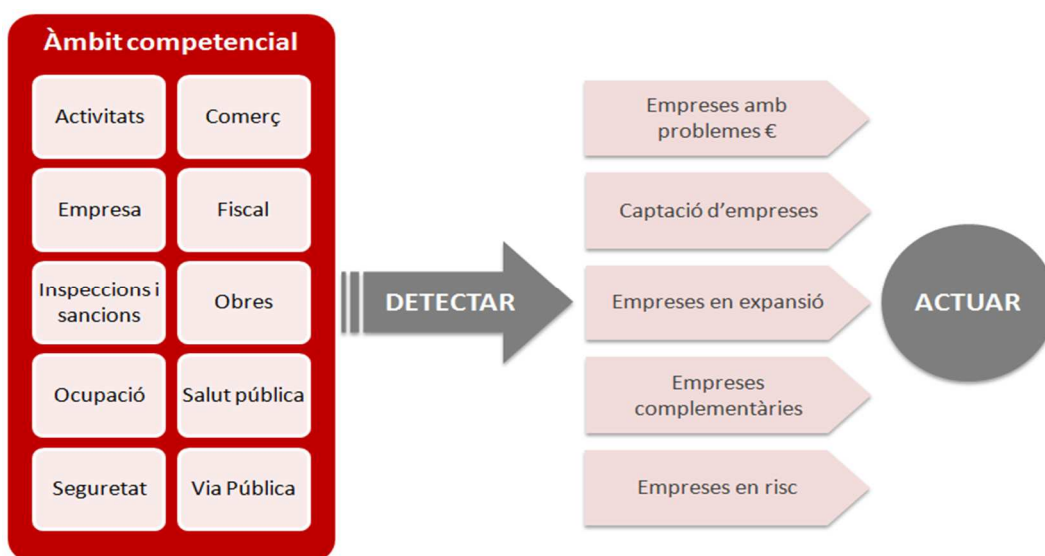 Àmbit competencial
Activitats
Comerç
Empresa
Fiscal
Inspeccions i
sancions
Obres
Ocupació
Salut pública
Seguretat
Via Pública
DETECTAR
Empreses amb
problemes €
Captació d’empreses
Empreses en expansió
Empreses
complementàries
Empreses en risc
ACTUAR